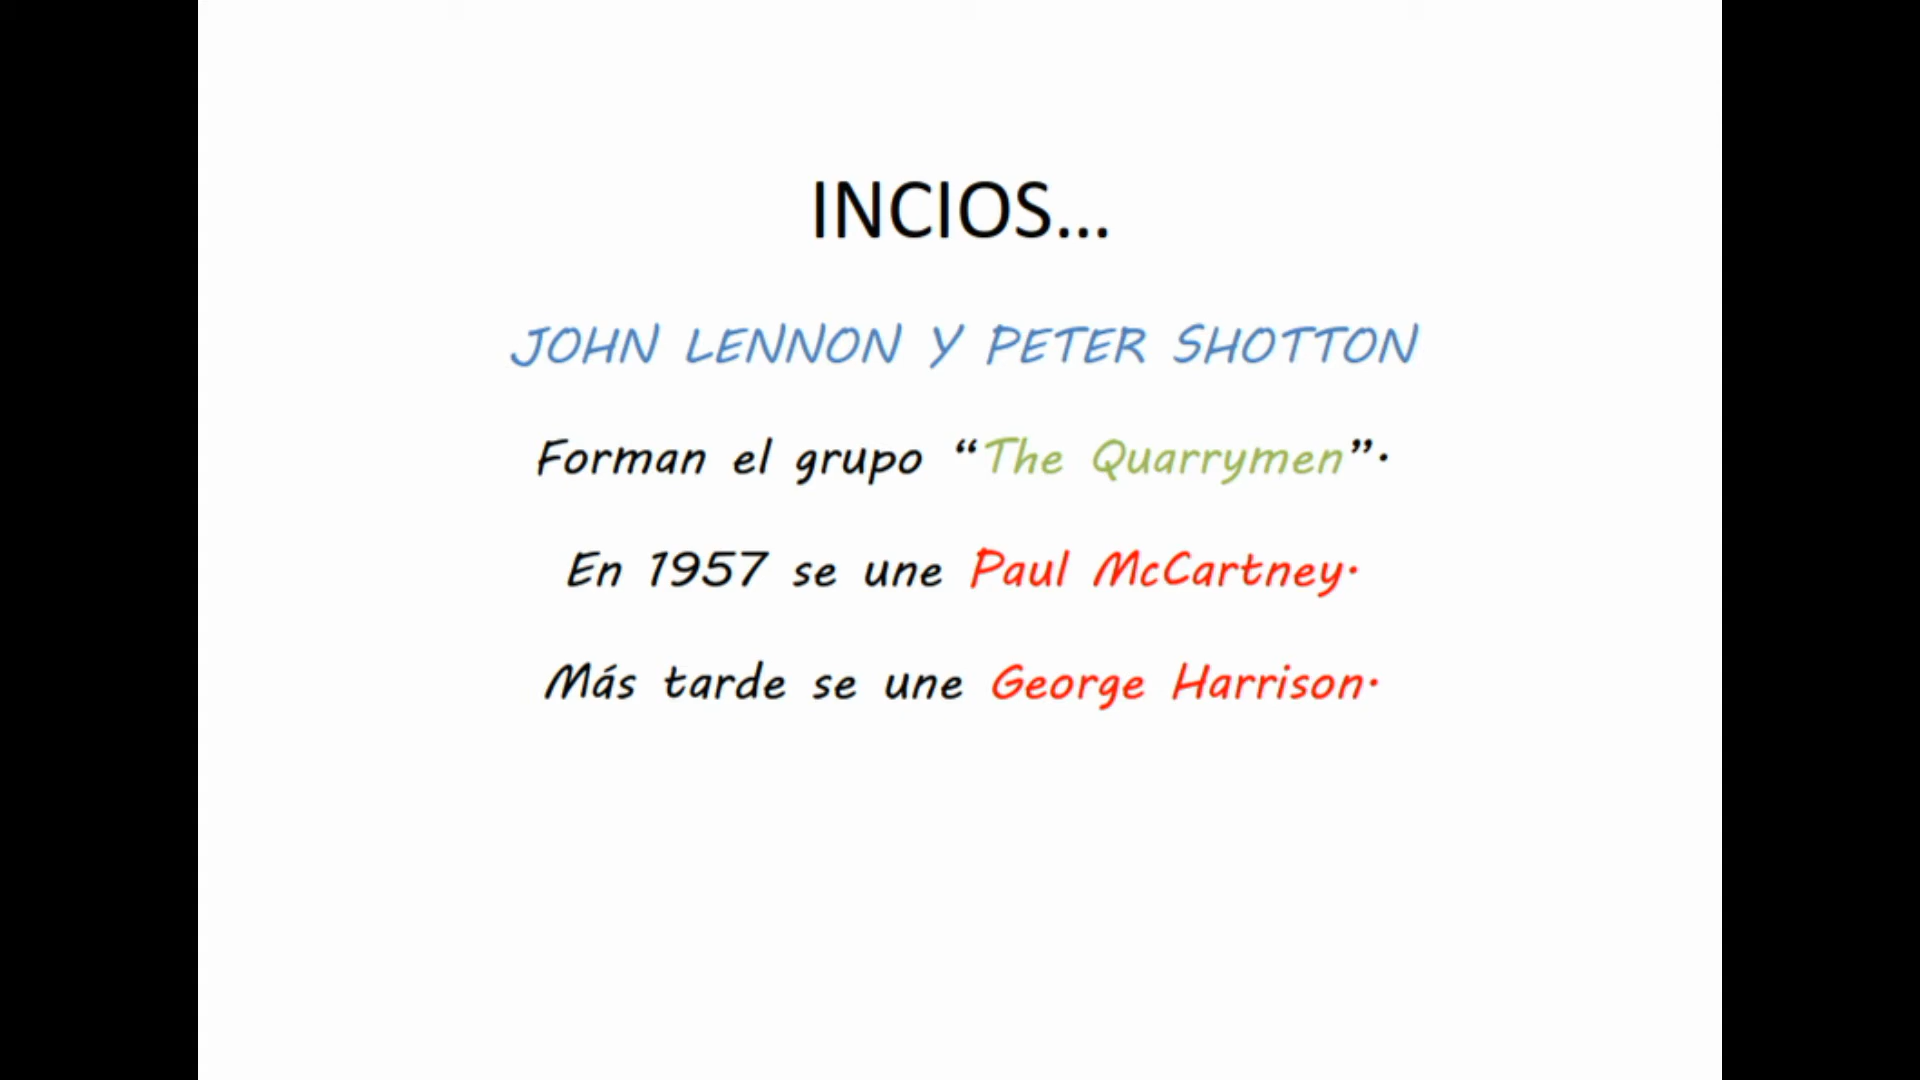 INCIOS...
JOHN LENNON Y PETER SHOTTON
Forman el grupo “The Quarrymen”.
En 1957 se une Paul McCartney.
Más tarde se une George Harrison.